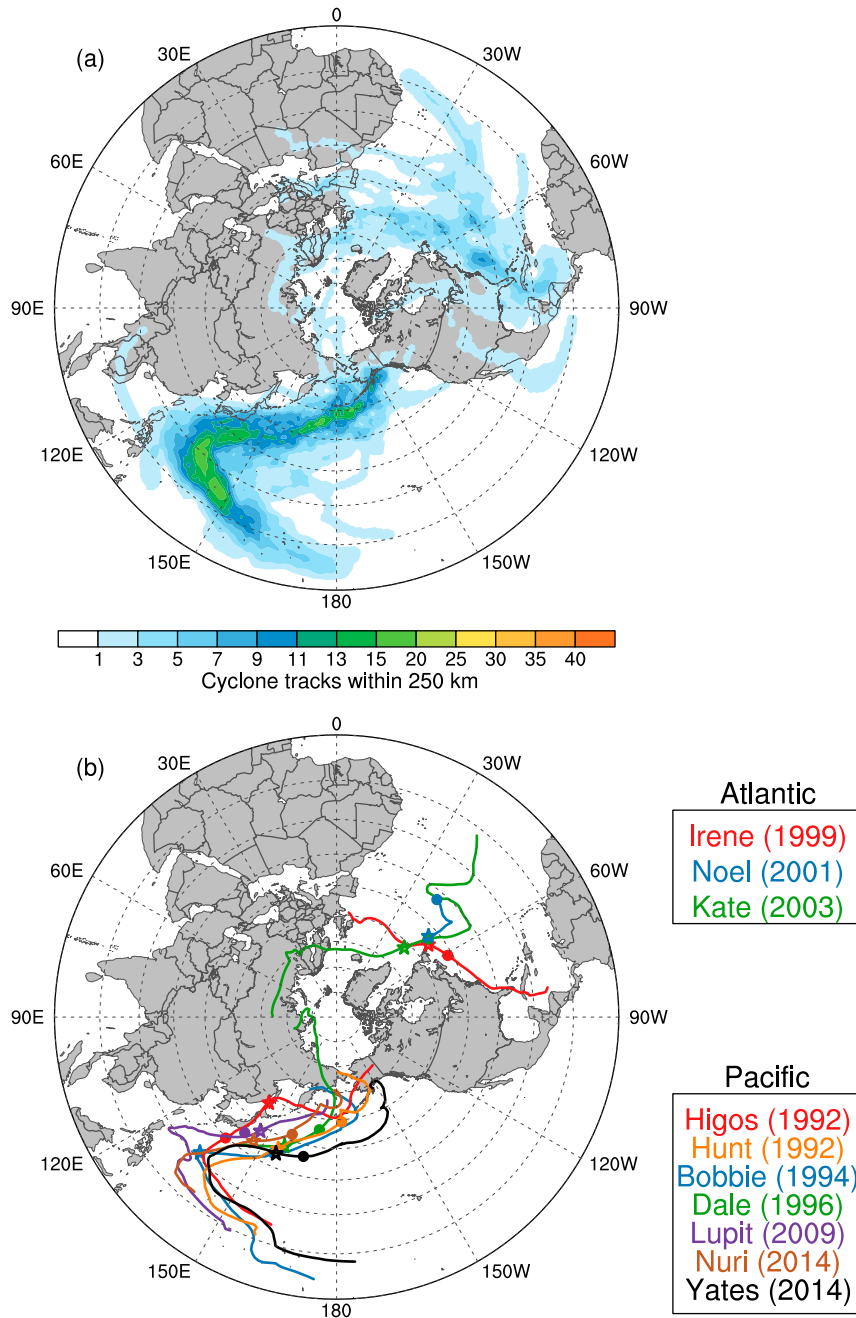 0
(a)
30E
30W
60E
60W
90E
90W
120E
120W
150E
150W
180
1 3 5 7 9 11 13 15 20 25 30 35 40
Cyclone tracks within 250 km
0
(b)
30E
30W
60E
60W
90E
90W
120E
120W
150E
150W
180
Atlantic
Irene (1999)
Noel (2001)
Kate (2003)
Pacific
Higos (1992)
Hunt (1992)
Bobbie (1994)
Dale (1996)
Lupit (2009)
Nuri (2014)
Yates (2014)